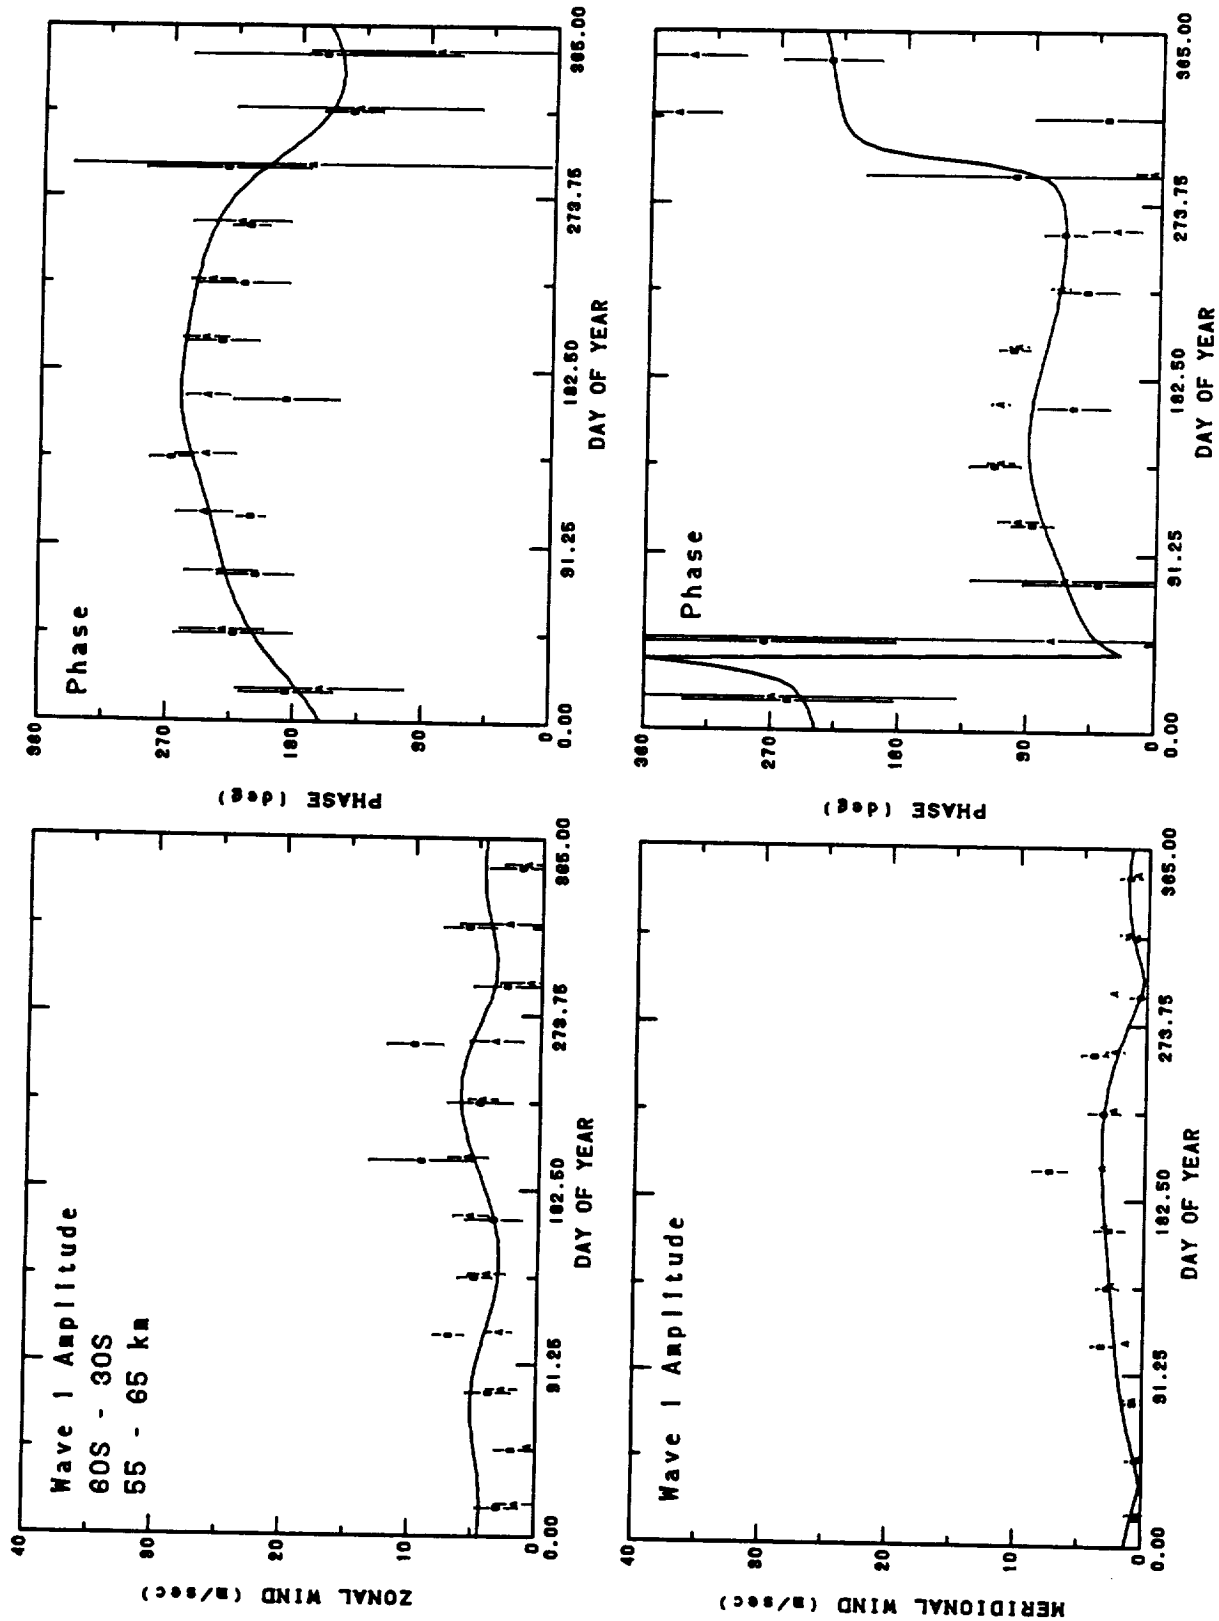 Wave 1 Amplitude
60S - 30S
55 - 65 km
ZONAL WIND (m/sec)
40
30
20
10
0
0.00
91.25
182.50
273.75
365.00
DAY OF YEAR
Phase
PHASE (deg)
360
270
180
90
0
0.00
91.25
182.50
273.75
365.00
DAY OF YEAR
Wave 1 Amplitude
MERIDIONAL WIND (m/sec)
40
30
20
10
0
0.00
91.25
182.50
273.75
365.00
DAY OF YEAR
Phase
PHASE (deg)
360
270
180
90
0
0.00
91.25
182.50
273.75
365.00
DAY OF YEAR